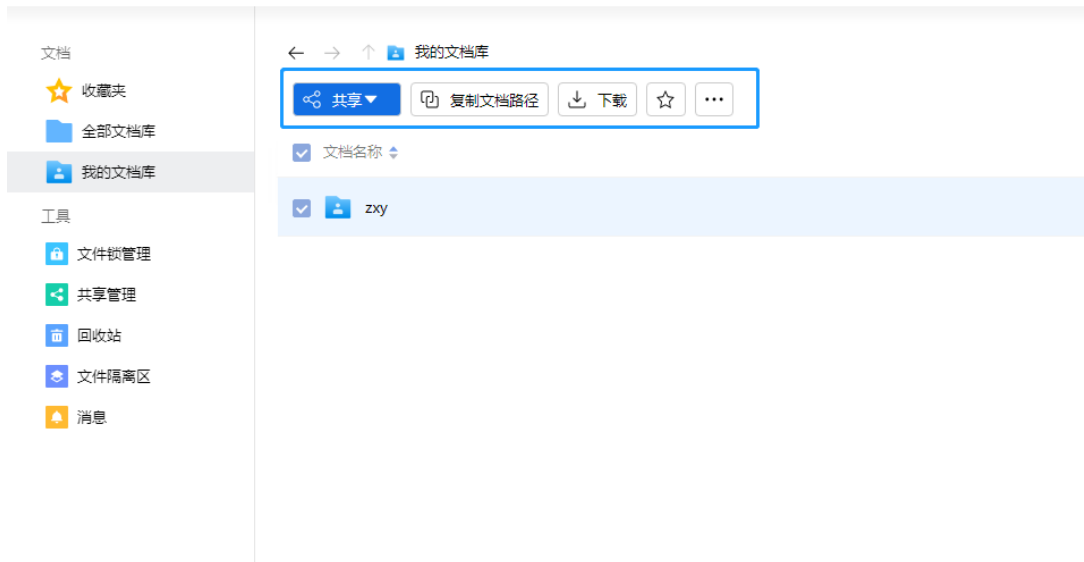 文档
收藏夹
全部文档库
我的文档库
工具
文件锁管理
共享管理
回收站
文件隔离区
消息
我的文档库
共享 复制文档路径 下载
文档名称
zxy